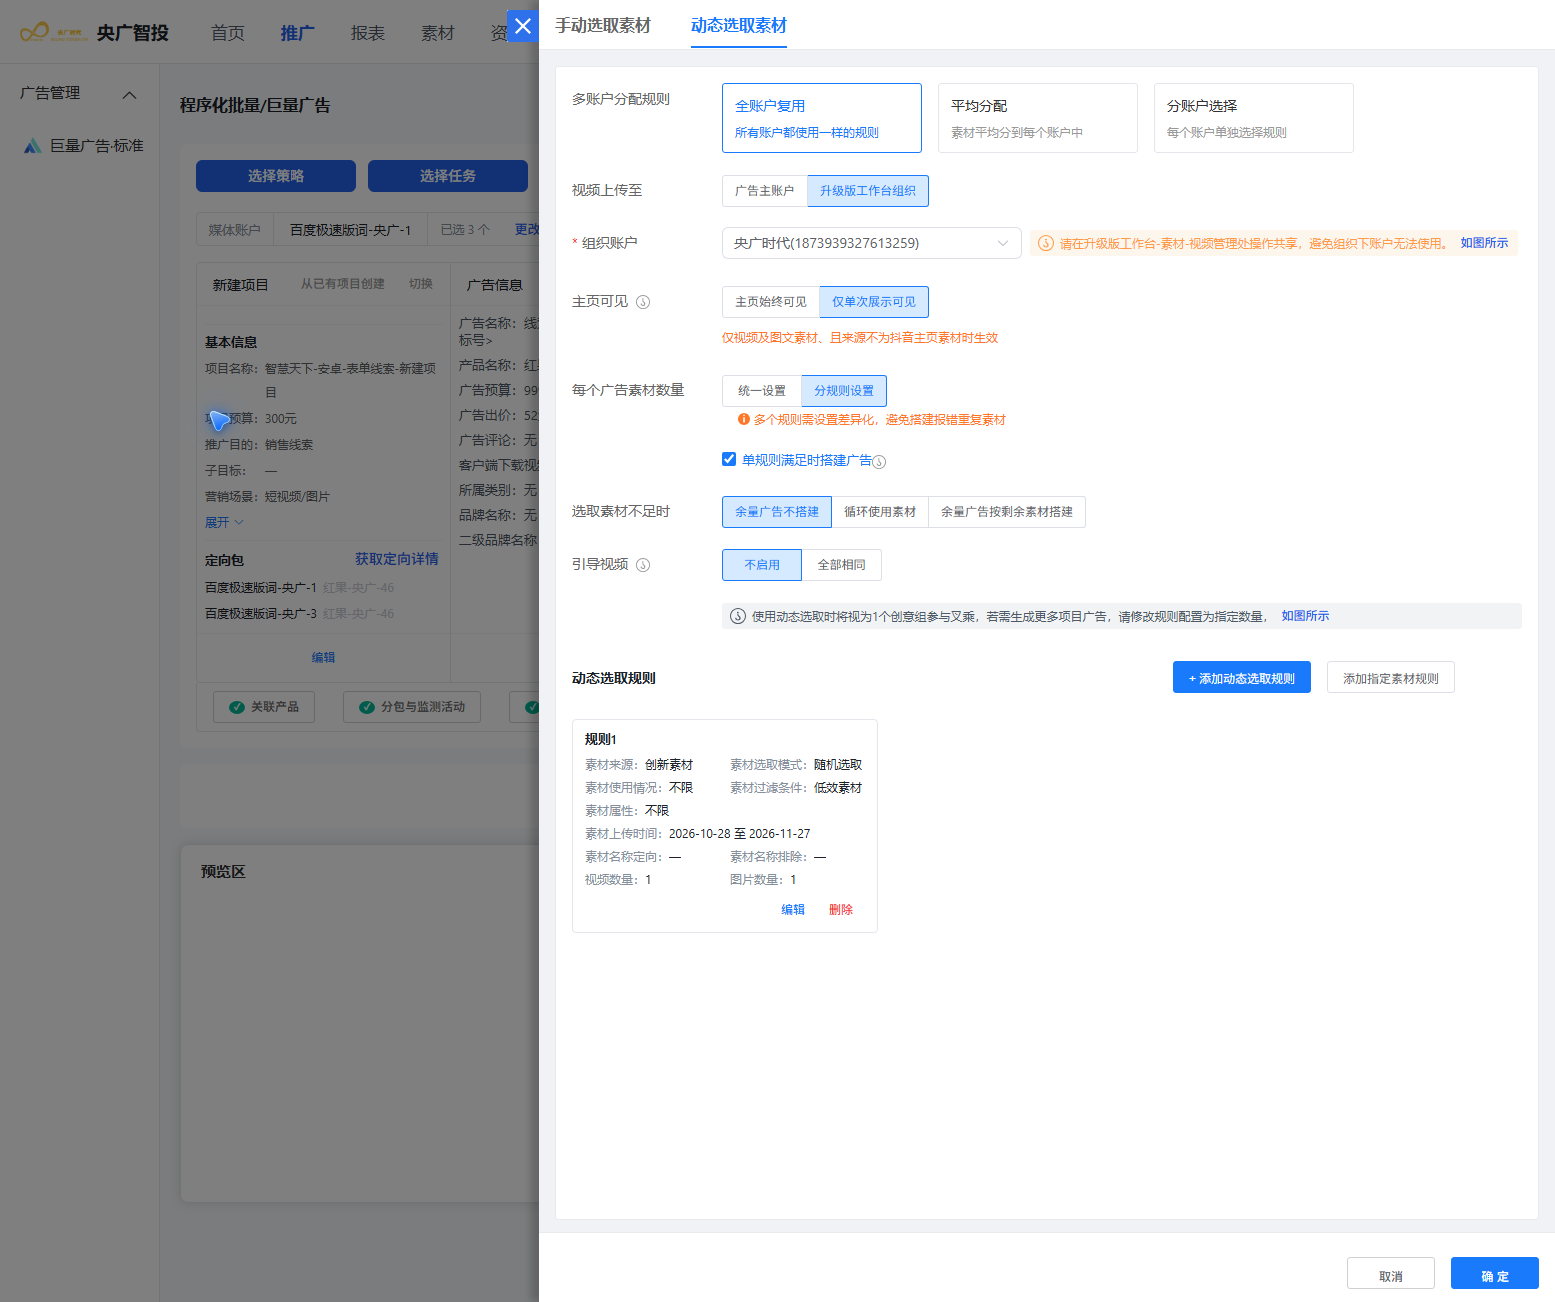 央广智投
首页
推广
报表
素材
资
广告管理
巨量广告·标准
程序化批量/巨量广告
选择策略
选择任务
媒体账户
百度极速版词-央广-1
已选 3 个
更改
新建项目
从已有项目创建
切换
广告信息
基本信息
项目名称：智慧天下-安卓-表单线索-新建项目
预算：300元
推广目的：销售线索
子目标：—
营销场景：短视频/图片
展开
定向包
获取定向详情
百度极速版词-央广-1 红果-央广-46
百度极速版词-央广-3 红果-央广-46
编辑
广告名称：线
标号>
产品名称：红
广告预算：99
广告出价：52
广告评论：无
客户端下载视
所属类别：无
品牌名称：无
二级品牌名称
关联产品
分包与监测活动
预览区
手动选取素材
动态选取素材
多账户分配规则
全账户复用
所有账户都使用一样的规则
平均分配
素材平均分到每个账户中
分账户选择
每个账户单独选择规则
视频上传至
广告主账户
升级版工作台组织
* 组织账户
央广时代(1873939327613259)
请在升级版工作台-素材-视频管理处操作共享，避免组织下账户无法使用。
如图所示
主页可见
主页始终可见
仅单次展示可见
仅视频及图文素材、且来源不为抖音主页素材时生效
每个广告素材数量
统一设置
分规则设置
多个规则需设置差异化，避免搭建报错重复素材
单规则满足时搭建广告
选取素材不足时
余量广告不搭建
循环使用素材
余量广告按剩余素材搭建
引导视频
不启用
全部相同
使用动态选取时将视为1个创意组参与叉乘，若需生成更多项目广告，请修改规则配置为指定数量，
如图所示
动态选取规则
+ 添加动态选取规则
添加指定素材规则
规则1
素材来源：创新素材
素材选取模式：随机选取
素材使用情况：不限
素材过滤条件：低效素材
素材属性：不限
素材上传时间：2026-10-28 至 2026-11-27
素材名称定向：—
素材名称排除：—
视频数量：1
图片数量：1
编辑
删除
取消
确 定